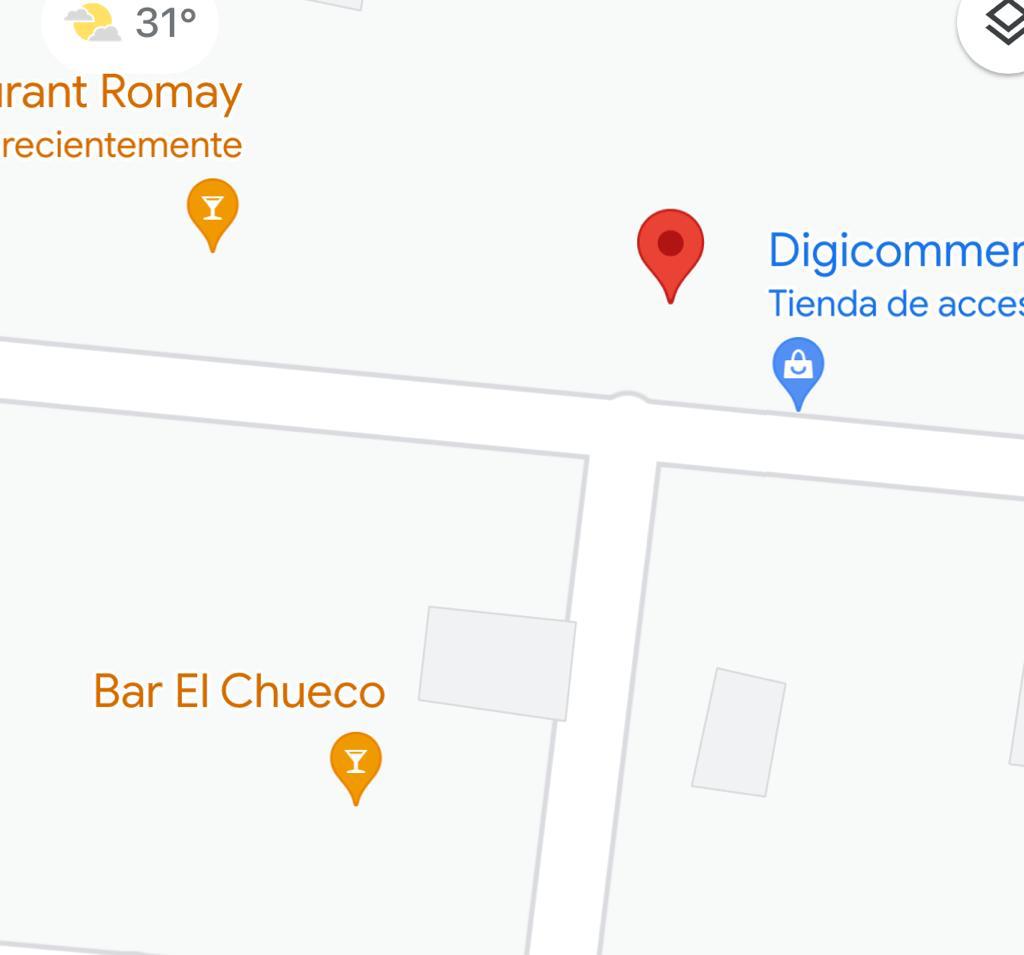 31°
urant Romay
recientemente
Digicommer
Tienda de acces
Bar El Chueco